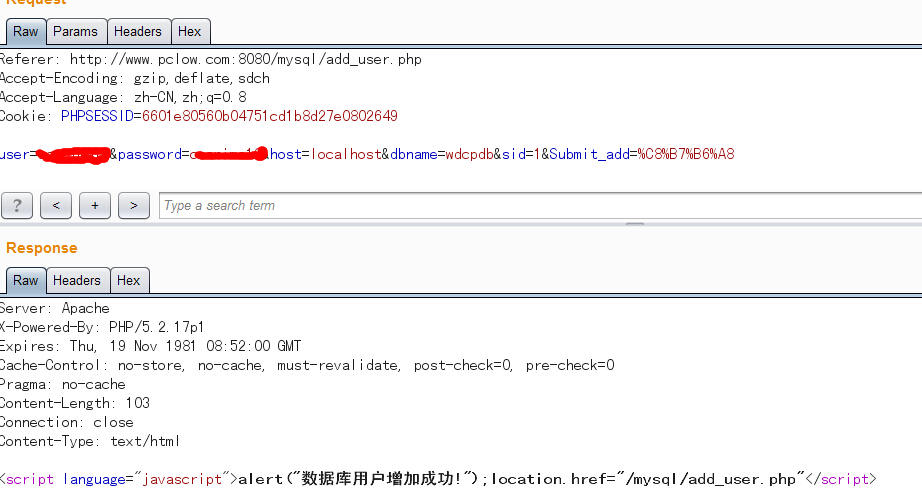 Request
Raw Params Headers Hex
Referer: http://www.pclow.com:8080/mysql/add_user.php
Accept-Encoding: gzip,deflate,sdch
Accept-Language: zh-CN,zh;q=0.8
Cookie: PHPSESSID=6601e80560b04751cd1b8d27e0802649
user= &password= &host=localhost&dbname=wdcpdb&sid=1&Submit_add=%C8%B7%B6%A8
? < + > Type a search term
Response
Raw Headers Hex
Server: Apache
X-Powered-By: PHP/5.2.17p1
Expires: Thu, 19 Nov 1981 08:52:00 GMT
Cache-Control: no-store, no-cache, must-revalidate, post-check=0, pre-check=0
Pragma: no-cache
Content-Length: 103
Connection: close
Content-Type: text/html
<script language="javascript">alert("数据库用户增加成功!");location.href="/mysql/add_user.php"</script>